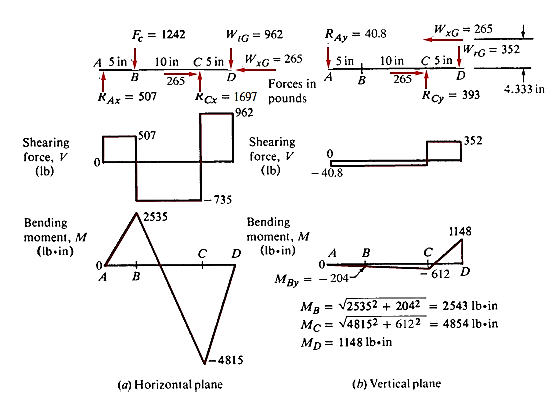 F_c = 1242
W_tG = 962
A 5 in B 10 in C 5 in D
W_xG = 265
265
Forces in
pounds
R_Ax = 507
R_Cx = 1697
Shearing
force, V
(lb)
962
507
0
−735
Bending
moment, M
(lb•in)
2535
0
A B C D
−4815
(a) Horizontal plane
W_xG = 265
R_Ay = 40.8
W_rG = 352
A 5 in B 10 in C 5 in D
265
4.333 in
R_Cy = 393
Shearing
force, V
(lb)
352
0
−40.8
Bending
moment, M
(lb•in)
1148
A B C D
0
M_By = −204
−612
M_B = √2535² + 204² = 2543 lb•in
M_C = √4815² + 612² = 4854 lb•in
M_D = 1148 lb•in
(b) Vertical plane